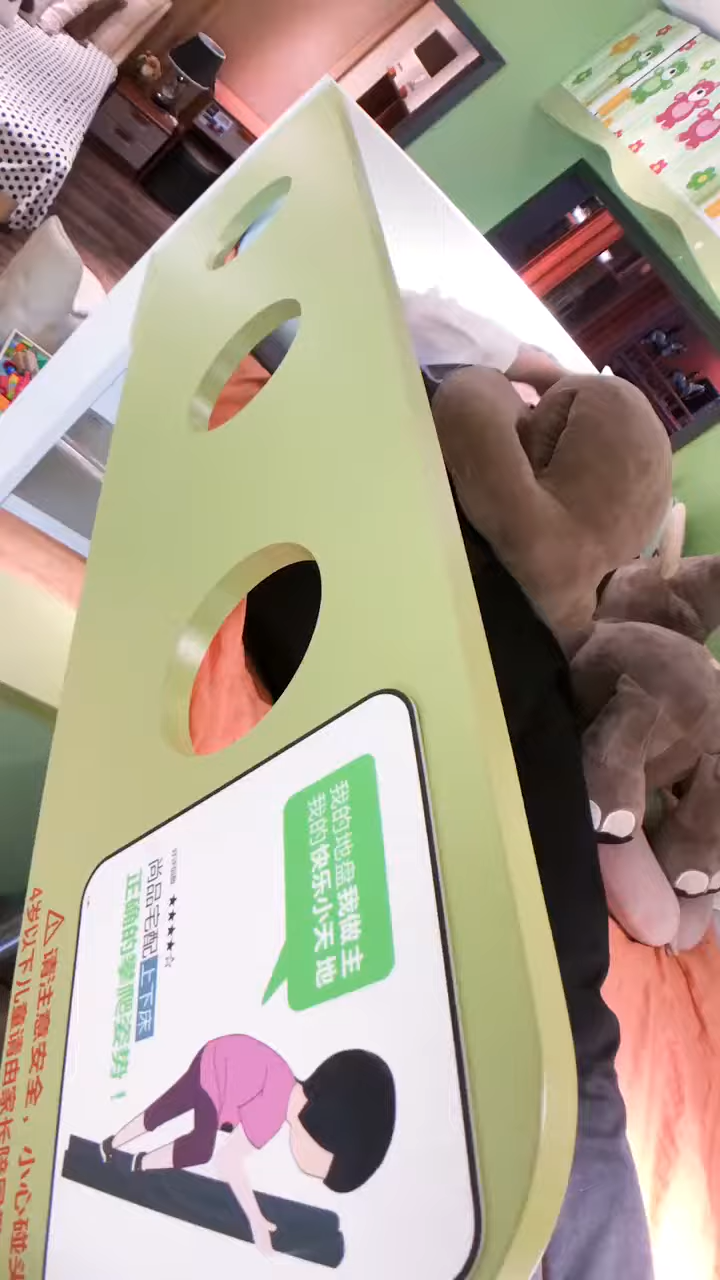 我的地盘我做主
我的快乐小天地
尚品宅配上下床
正确的攀爬姿势！
请注意安全，小心碰头
4岁以下儿童请由家长陪同